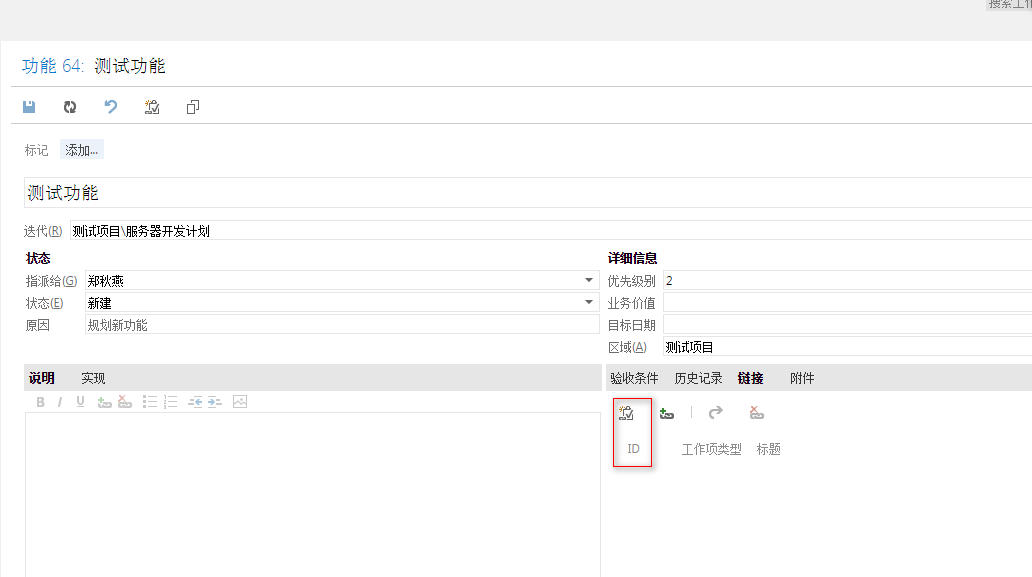 搜索工作
功能 64: 测试功能
标记 添加...
测试功能
迭代(R) 测试项目\服务器开发计划
状态 详细信息
指派给(G) 郑秋燕 优先级别 2
状态(E) 新建 业务价值
原因 规划新功能 目标日期
区域(A) 测试项目
说明 实现 验收条件 历史记录 链接 附件
B I U
ID 工作项类型 标题